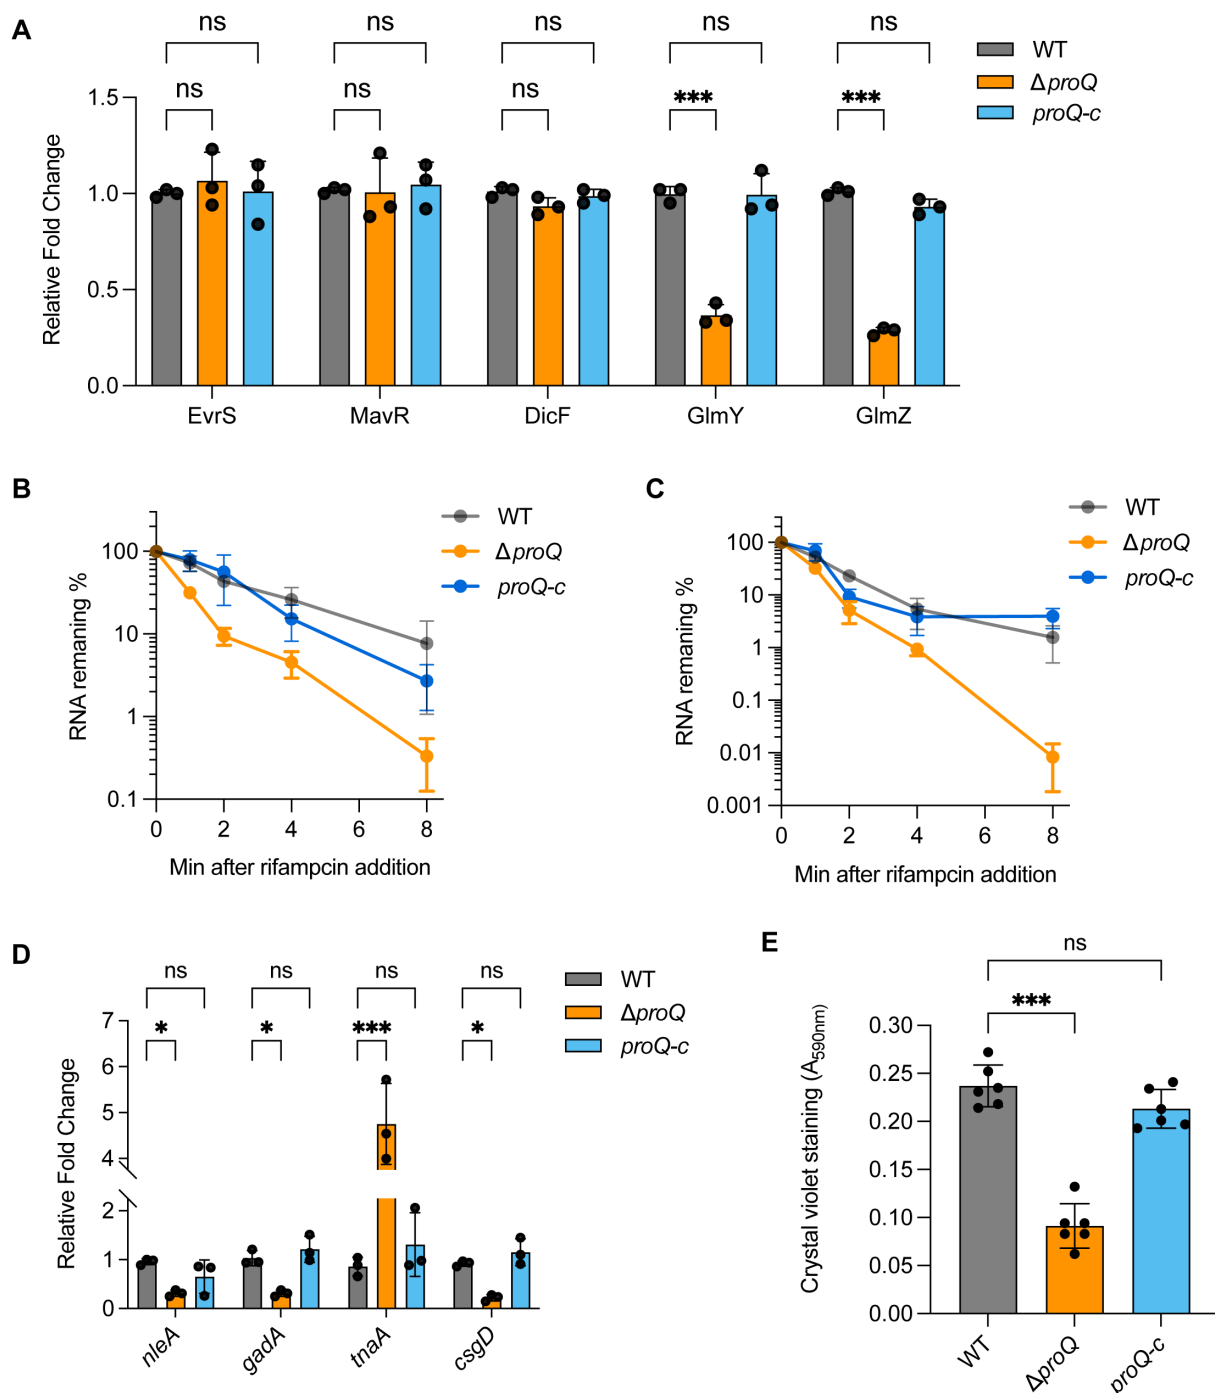 A
ns ns ns ns ns
WT
ΔproQ
proQ-c
ns ns ns *** ***
Relative Fold Change
1.5
1.0
0.5
0.0
EvrS MavR DicF GlmY GlmZ
B
WT
ΔproQ
proQ-c
RNA remaning %
100
10
1
0.1
0 2 4 6 8
Min after rifampcin addition
C
WT
ΔproQ
proQ-c
RNA remaining %
100
10
1
0.1
0.01
0.001
0 2 4 6 8
Min after rifampcin addition
D
ns ns ns ns
WT
ΔproQ
proQ-c
* * *** *
Relative Fold Change
7
6
5
4
2
1
0
nleA gadA tnaA csgD
E
ns
***
Crystal violet staining (A590nm)
0.30
0.25
0.20
0.15
0.10
0.05
0.00
WT ΔproQ proQ-c